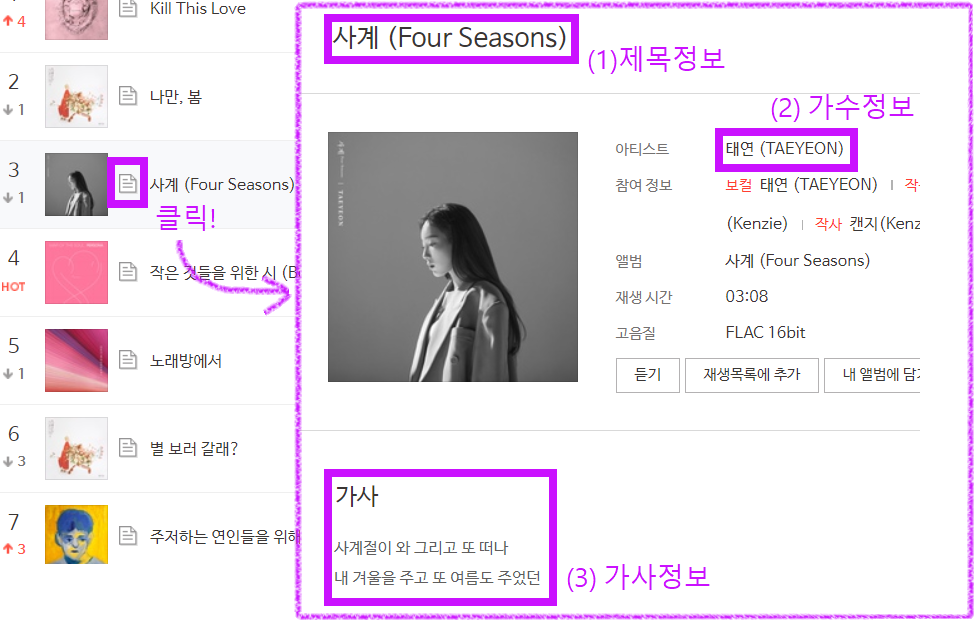 4
Kill This Love
2
1
나만, 봄
3
1
사계 (Four Seasons)
클릭!
4
HOT
작은 것들을 위한 시 (B
5
1
노래방에서
6
3
별 보러 갈래?
7
3
주저하는 연인들을 위해
사계 (Four Seasons)
(1)제목정보
(2) 가수정보
TAEYEON
아티스트 태연 (TAEYEON)
참여 정보 보컬 태연 (TAEYEON) | 작
(Kenzie) | 작사 켄지(Kenz
앨범 사계 (Four Seasons)
재생 시간 03:08
고음질 FLAC 16bit
듣기 재생목록에 추가 내 앨범에 담기
가사
사계절이 와 그리고 또 떠나
내 겨울을 주고 또 여름도 주었던
(3) 가사정보